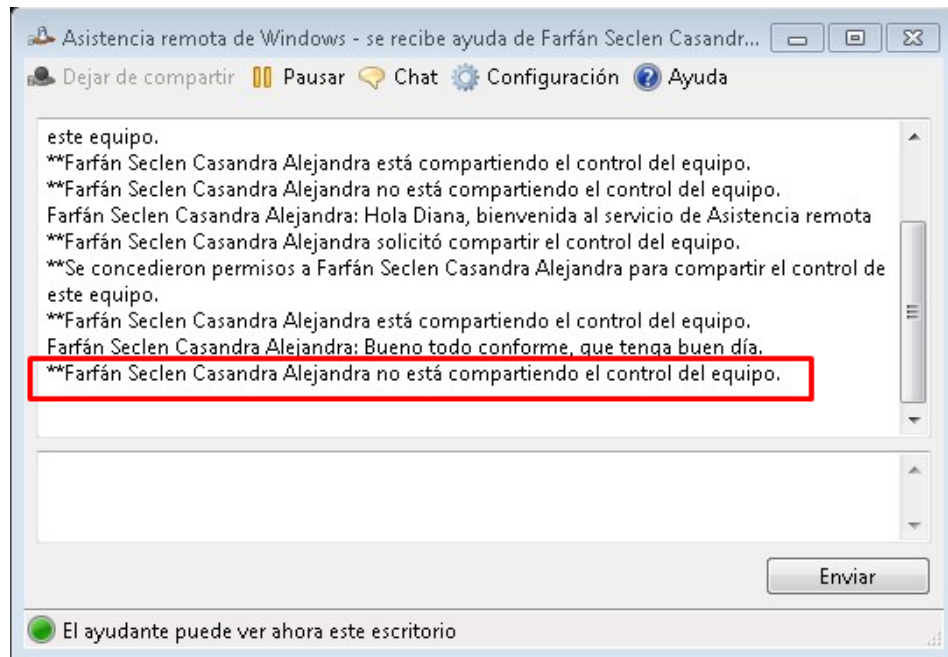 Asistencia remota de Windows - se recibe ayuda de Farfán Seclen Casandr...
Dejar de compartir Pausar Chat Configuración Ayuda
este equipo.
**Farfán Seclen Casandra Alejandra está compartiendo el control del equipo.
**Farfán Seclen Casandra Alejandra no está compartiendo el control del equipo.
Farfán Seclen Casandra Alejandra: Hola Diana, bienvenida al servicio de Asistencia remota
**Farfán Seclen Casandra Alejandra solicitó compartir el control del equipo.
**Se concedieron permisos a Farfán Seclen Casandra Alejandra para compartir el control de
este equipo.
**Farfán Seclen Casandra Alejandra está compartiendo el control del equipo.
Farfán Seclen Casandra Alejandra: Bueno todo conforme, que tenga buen día.
**Farfán Seclen Casandra Alejandra no está compartiendo el control del equipo.
Enviar
El ayudante puede ver ahora este escritorio